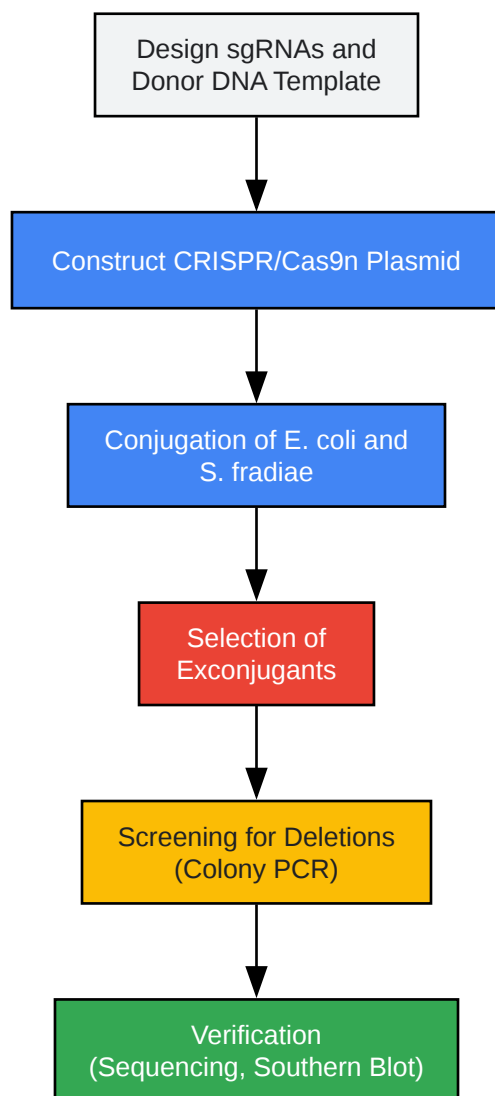 Design sgRNAs and
Donor DNA Template
Construct CRISPR/Cas9n Plasmid
Conjugation of E. coli and
S. fradiae
Selection of
Exconjugants
Screening for Deletions
(Colony PCR)
Verification
(Sequencing, Southern Blot)